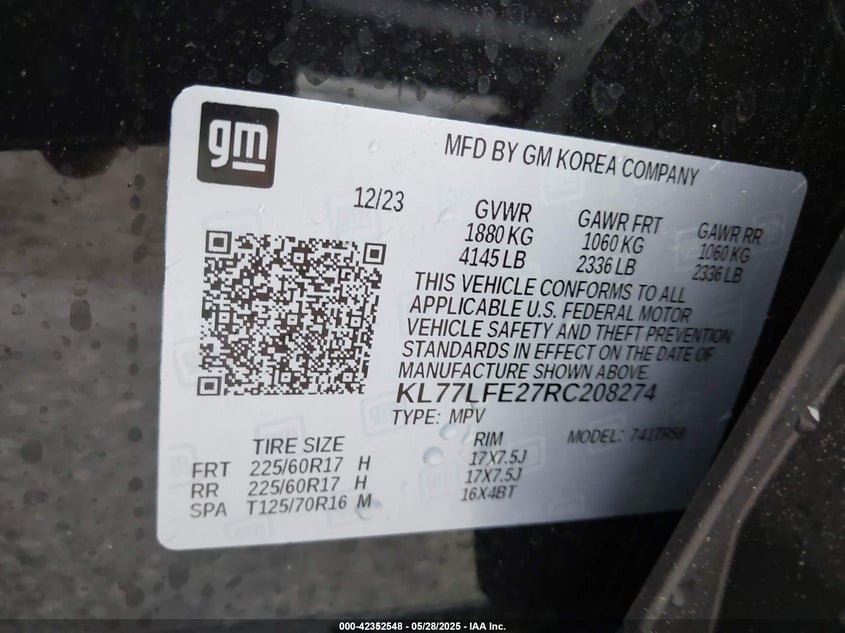 gm
MFD BY GM KOREA COMPANY
12/23
GVWR GAWR FRT GAWR RR
1880 KG 1060 KG 1060 KG
4145 LB 2336 LB 2336 LB
THIS VEHICLE CONFORMS TO ALL
APPLICABLE U.S. FEDERAL MOTOR
VEHICLE SAFETY AND THEFT PREVENTION
STANDARDS IN EFFECT ON THE DATE OF
MANUFACTURE SHOWN ABOVE.
KL77LFE27RC208274
TYPE: MPV
MODEL: 741TR58
TIRE SIZE RIM
FRT 225/60R17 H 17X7.5J
RR 225/60R17 H 17X7.5J
SPA T125/70R16 M 16X4BT
000-42352548 - 05/28/2025 - IAA Inc.